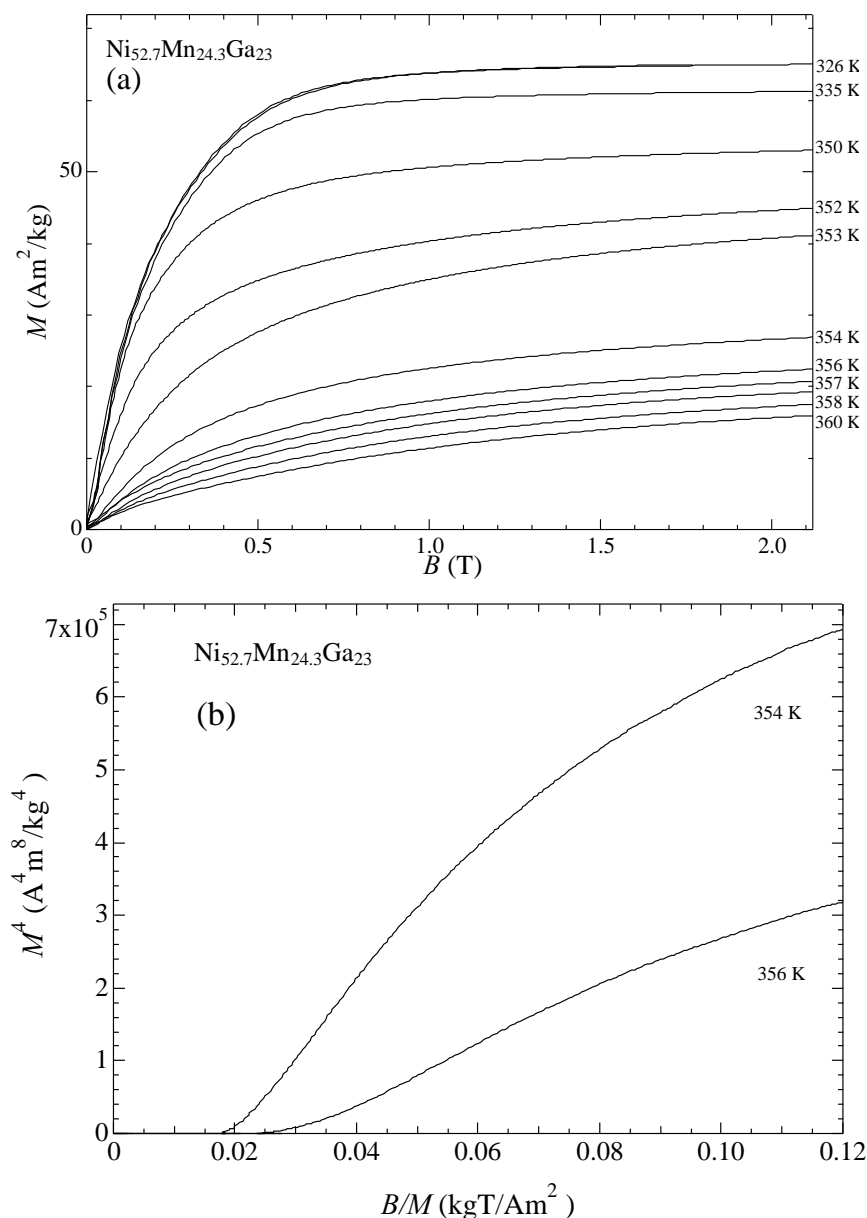 Ni52.7Mn24.3Ga23
(a)
M (Am²/kg)
50
0
326 K
335 K
350 K
352 K
353 K
354 K
356 K
357 K
358 K
360 K
0 0.5 1.0 1.5 2.0
B (T)
7x10⁵
6
5
4
3
2
1
0
M⁴ (A⁴m⁸/kg⁴)
Ni52.7Mn24.3Ga23
(b)
354 K
356 K
0 0.02 0.04 0.06 0.08 0.10 0.12
B/M (kgT/Am²)